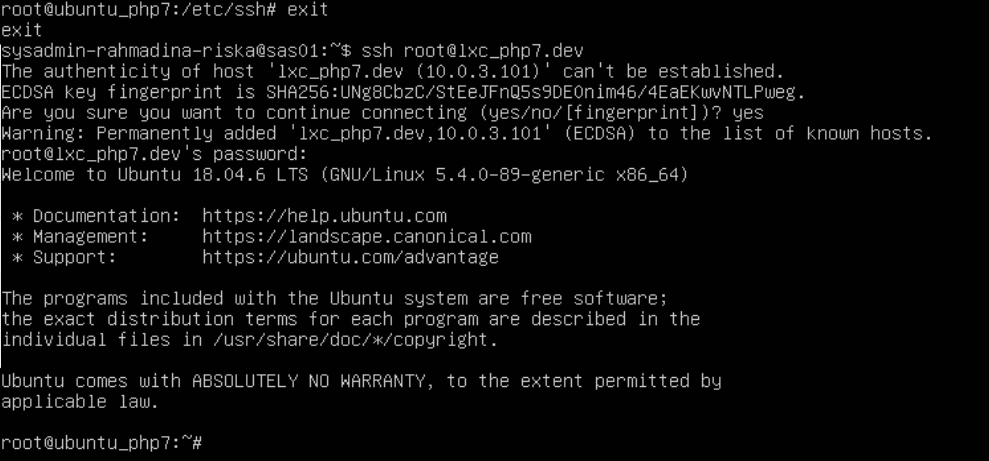 root@ubuntu_php7:/etc/ssh# exit
exit
sysadmin-rahmadina-riska@sas01:~$ ssh root@lxc_php7.dev
The authenticity of host 'lxc_php7.dev (10.0.3.101)' can't be established.
ECDSA key fingerprint is SHA256:UNg8CbzC/StEeJFnQ5s9DEOnim46/4EaEKwvNTLPweg.
Are you sure you want to continue connecting (yes/no/[fingerprint])? yes
Warning: Permanently added 'lxc_php7.dev,10.0.3.101' (ECDSA) to the list of known hosts.
root@lxc_php7.dev's password:
Welcome to Ubuntu 18.04.6 LTS (GNU/Linux 5.4.0-89-generic x86_64)
* Documentation:  https://help.ubuntu.com
* Management:     https://landscape.canonical.com
* Support:        https://ubuntu.com/advantage
The programs included with the Ubuntu system are free software;
the exact distribution terms for each program are described in the
individual files in /usr/share/doc/*/copyright.
Ubuntu comes with ABSOLUTELY NO WARRANTY, to the extent permitted by
applicable law.
root@ubuntu_php7:~#